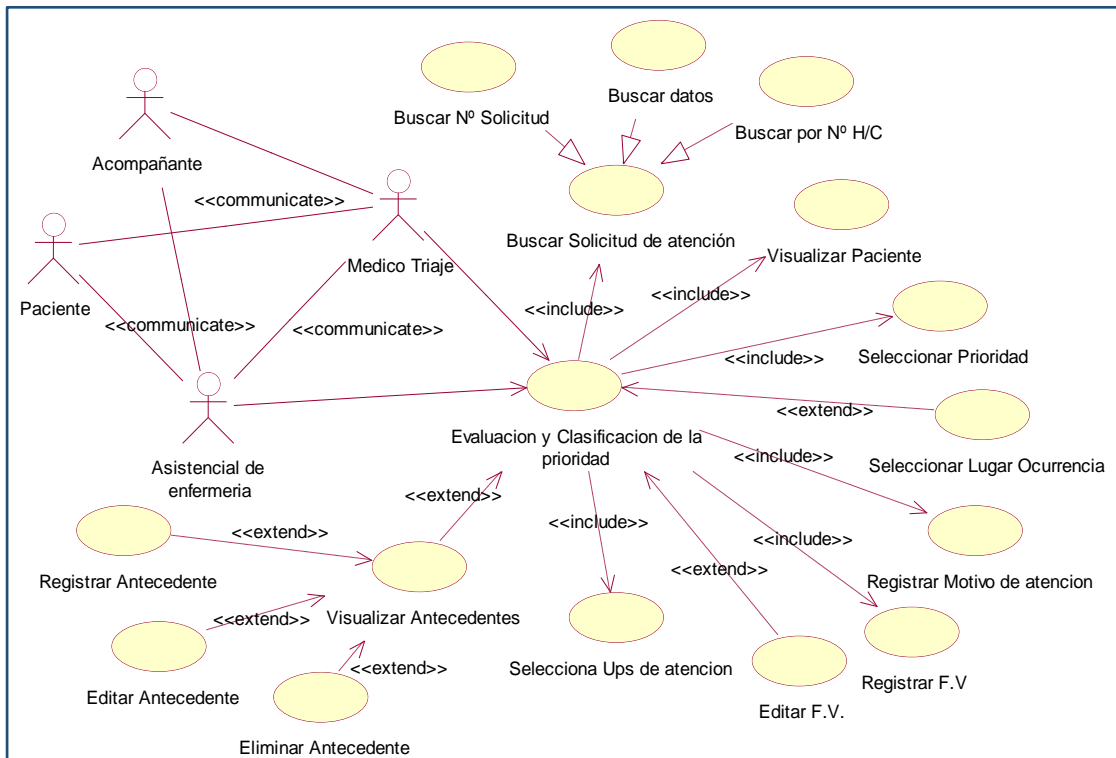 Buscar Nº Solicitud
Buscar datos
Buscar por Nº H/C
Acompañante
<<communicate>>
Medico Triaje
Buscar Solicitud de atención
Visualizar Paciente
Paciente
<<communicate>>
<<communicate>>
<<include>>
<<include>>
<<include>>
Seleccionar Prioridad
<<extend>>
Seleccionar Lugar Ocurrencia
Evaluacion y Clasificacion de la
prioridad
<<include>>
Asistencial de
enfermeria
<<extend>>
<<extend>>
<<include>>
<<include>>
<<extend>>
Registrar Antecedente
Visualizar Antecedentes
Registrar Motivo de atencion
<<extend>>
<<extend>>
Selecciona Ups de atencion
Editar Antecedente
Editar F.V.
Registrar F.V
Eliminar Antecedente